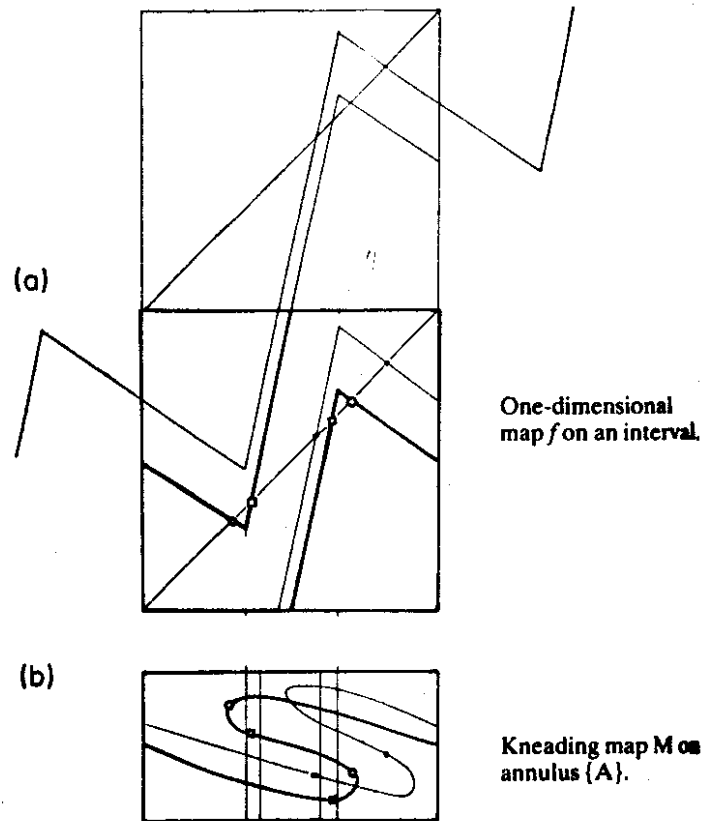 (a)
One-dimensional
map f on an interval.
(b)
Kneading map M on
annulus {A}.